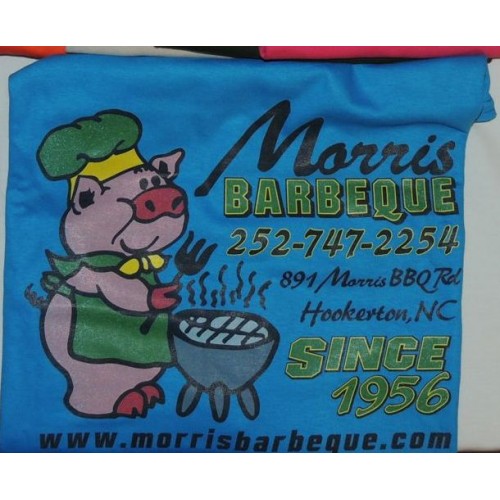 Morris
BARBEQUE
252-747-2254
891 Morris BBQ Rd
Hookerton, NC
SINCE
1956
www.morrisbarbeque.com